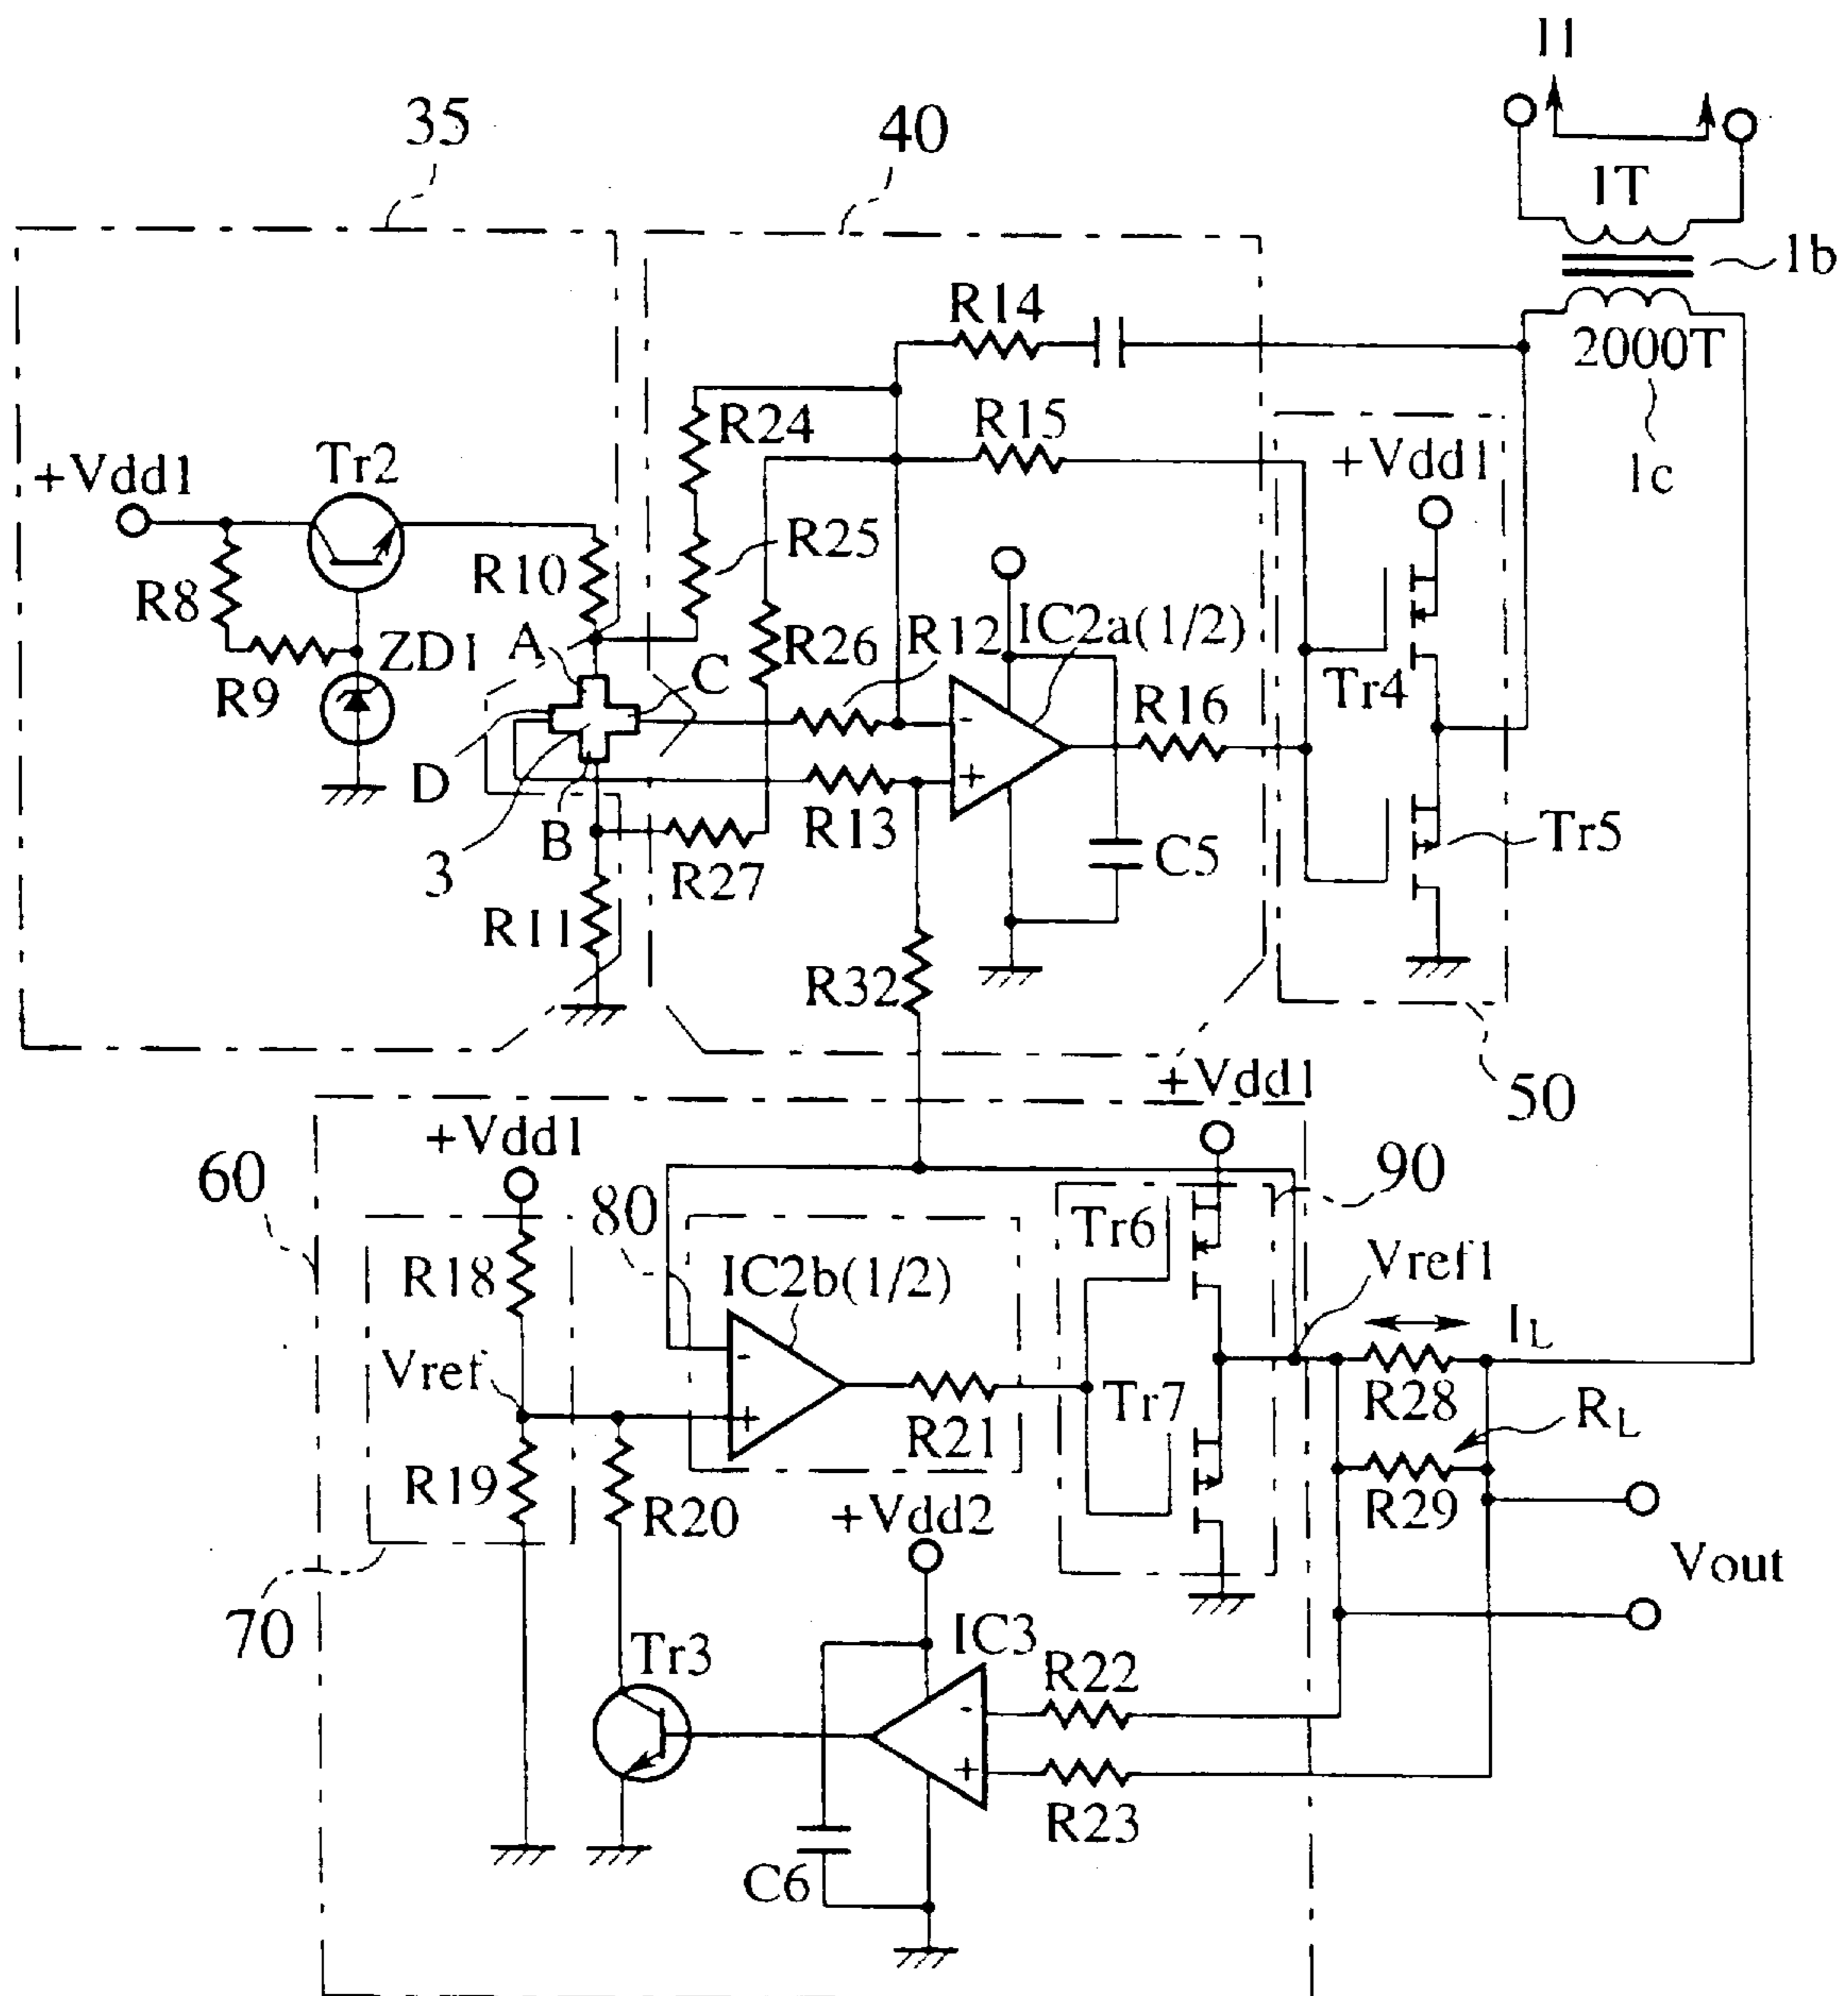 11
35
40
1T
1b
R14
2000T
1c
R24
R15
+Vdd1
Tr2
+Vdd1
R25
R10
R8
ZD1
A
R26
R12
IC2a(1/2)
C
Tr4
R9
R16
-
D
+
R13
Tr5
B
3
C5
R27
R11
R32
50
+Vdd1
+Vdd1
60
90
80
Tr6
R18
IC2b(1/2)
Vref1
IL
-
Vref
Tr7
R28
+
R21
RL
R19
R20
R29
+Vdd2
Vout
70
Tr3
IC3
R22
-
+
R23
C6